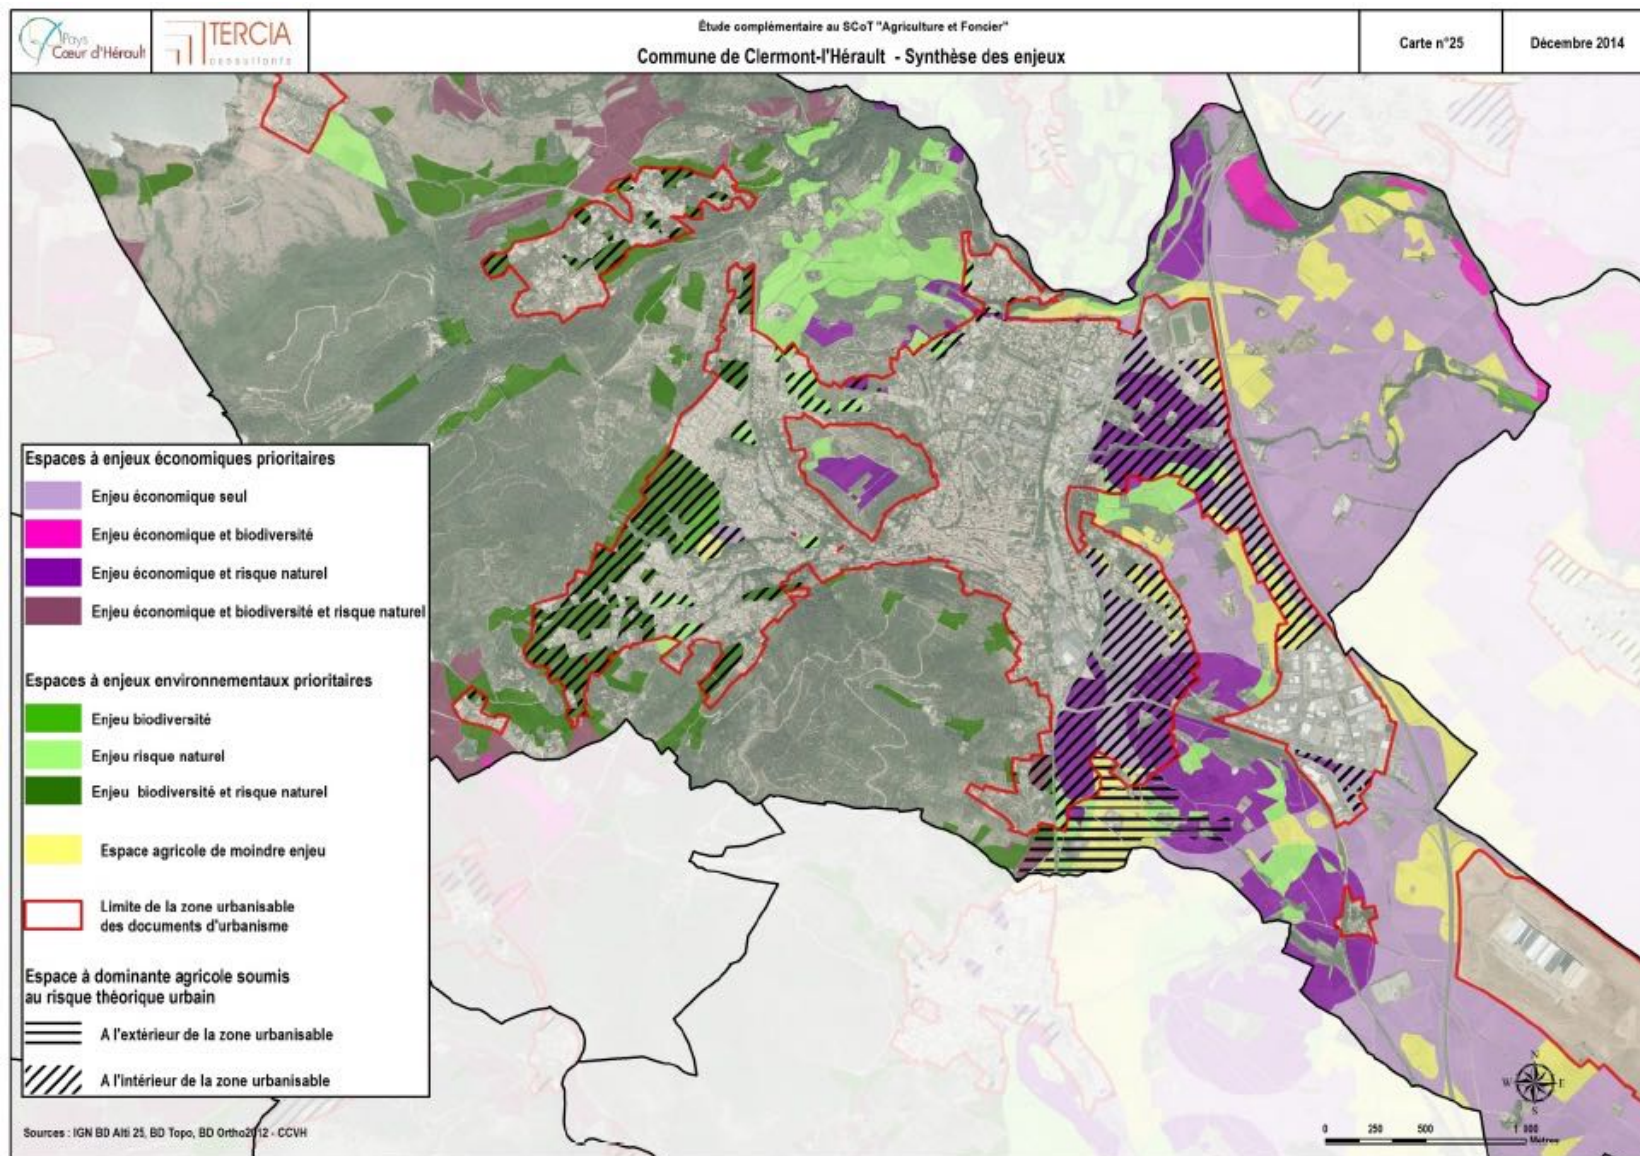 Pays
Cœur d'Hérault
TERCIA
consultants
Étude complémentaire au SCoT "Agriculture et Foncier"
Commune de Clermont-l'Hérault - Synthèse des enjeux
Carte n°25
Décembre 2014
Espaces à enjeux économiques prioritaires
Enjeu économique seul
Enjeu économique et biodiversité
Enjeu économique et risque naturel
Enjeu économique et biodiversité et risque naturel
Espaces à enjeux environnementaux prioritaires
Enjeu biodiversité
Enjeu risque naturel
Enjeu biodiversité et risque naturel
Espace agricole de moindre enjeu
Limite de la zone urbanisable
des documents d'urbanisme
Espace à dominante agricole soumis
au risque théorique urbain
A l'extérieur de la zone urbanisable
A l'intérieur de la zone urbanisable
Sources : IGN BD Alti 25, BD Topo, BD Ortho2012 - CCVH
N
W E
S
0 250 500 1 000
Mètres